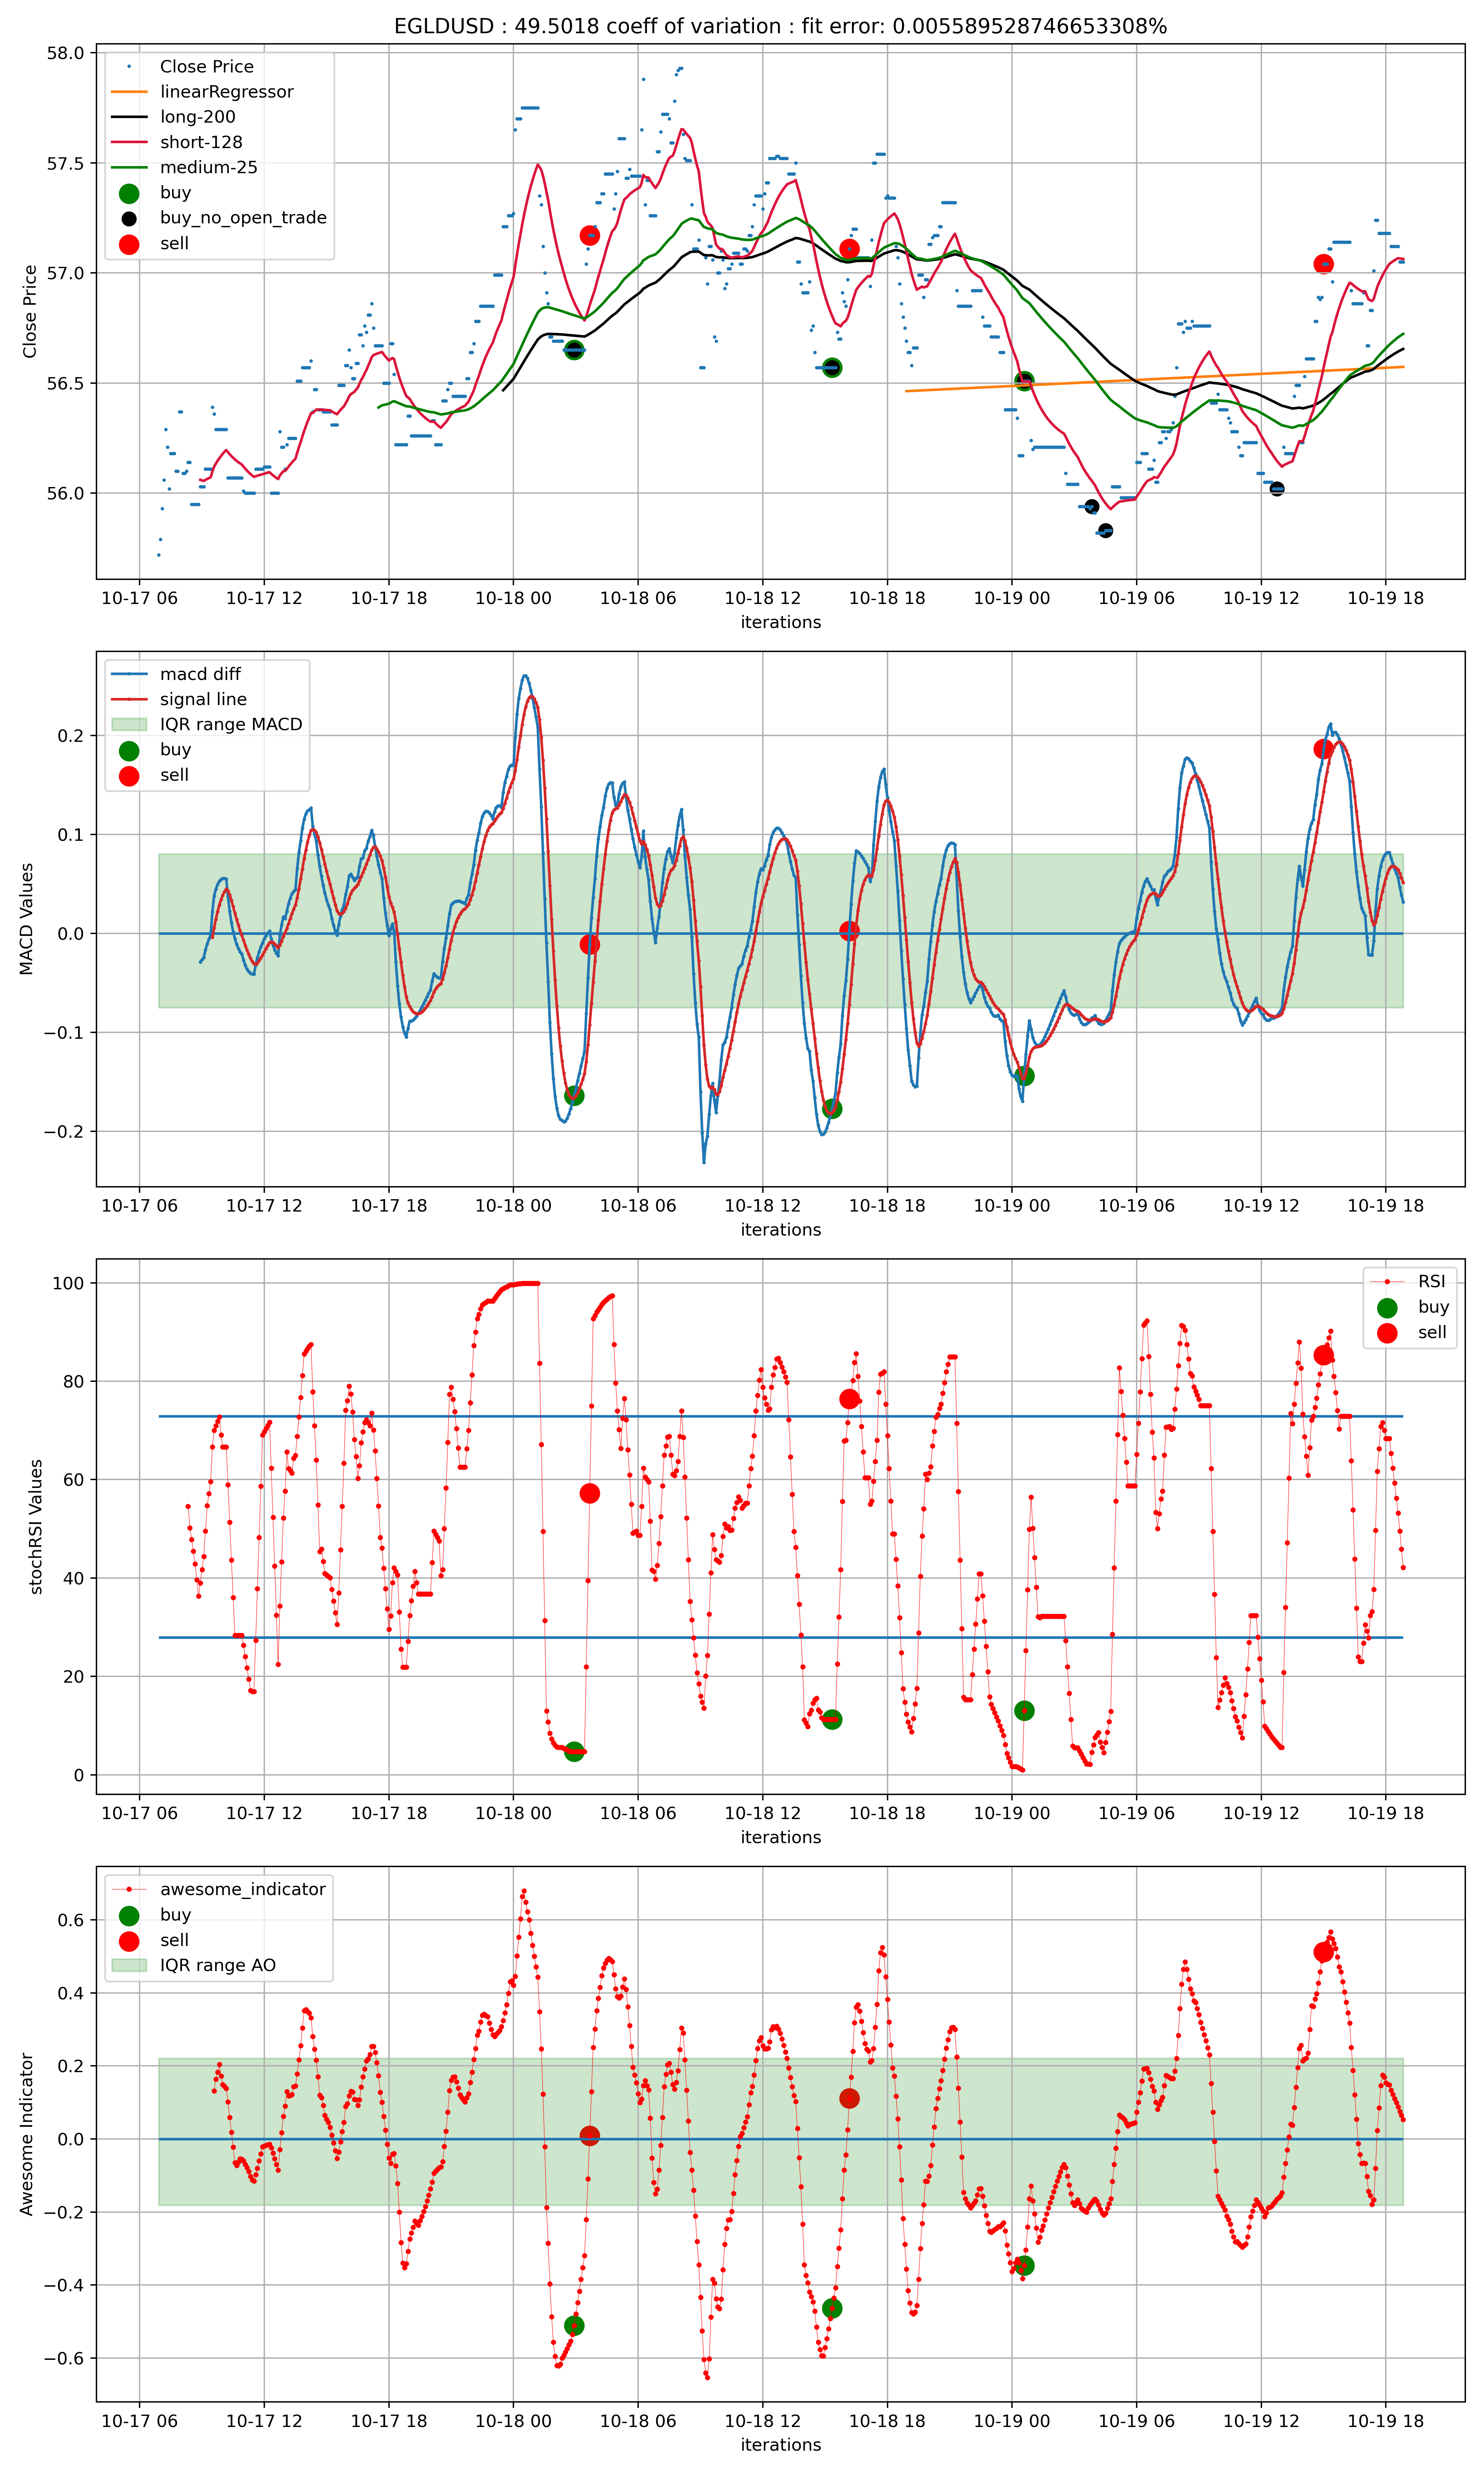 EGLDUSD : 49.5018 coeff of variation : fit error: 0.005589528746653308%
58.0
57.5
57.0
56.5
56.0
Close Price
Close Price
linearRegressor
long-200
short-128
medium-25
buy
buy_no_open_trade
sell
10-17 06 10-17 12 10-17 18 10-18 00 10-18 06 10-18 12 10-18 18 10-19 00 10-19 06 10-19 12 10-19 18
iterations
0.2
0.1
0.0
−0.1
−0.2
MACD Values
macd diff
signal line
IQR range MACD
buy
sell
10-17 06 10-17 12 10-17 18 10-18 00 10-18 06 10-18 12 10-18 18 10-19 00 10-19 06 10-19 12 10-19 18
iterations
100
80
60
40
20
0
stochRSI Values
RSI
buy
sell
10-17 06 10-17 12 10-17 18 10-18 00 10-18 06 10-18 12 10-18 18 10-19 00 10-19 06 10-19 12 10-19 18
iterations
0.6
0.4
0.2
0.0
−0.2
−0.4
−0.6
Awesome Indicator
awesome_indicator
buy
sell
IQR range AO
10-17 06 10-17 12 10-17 18 10-18 00 10-18 06 10-18 12 10-18 18 10-19 00 10-19 06 10-19 12 10-19 18
iterations